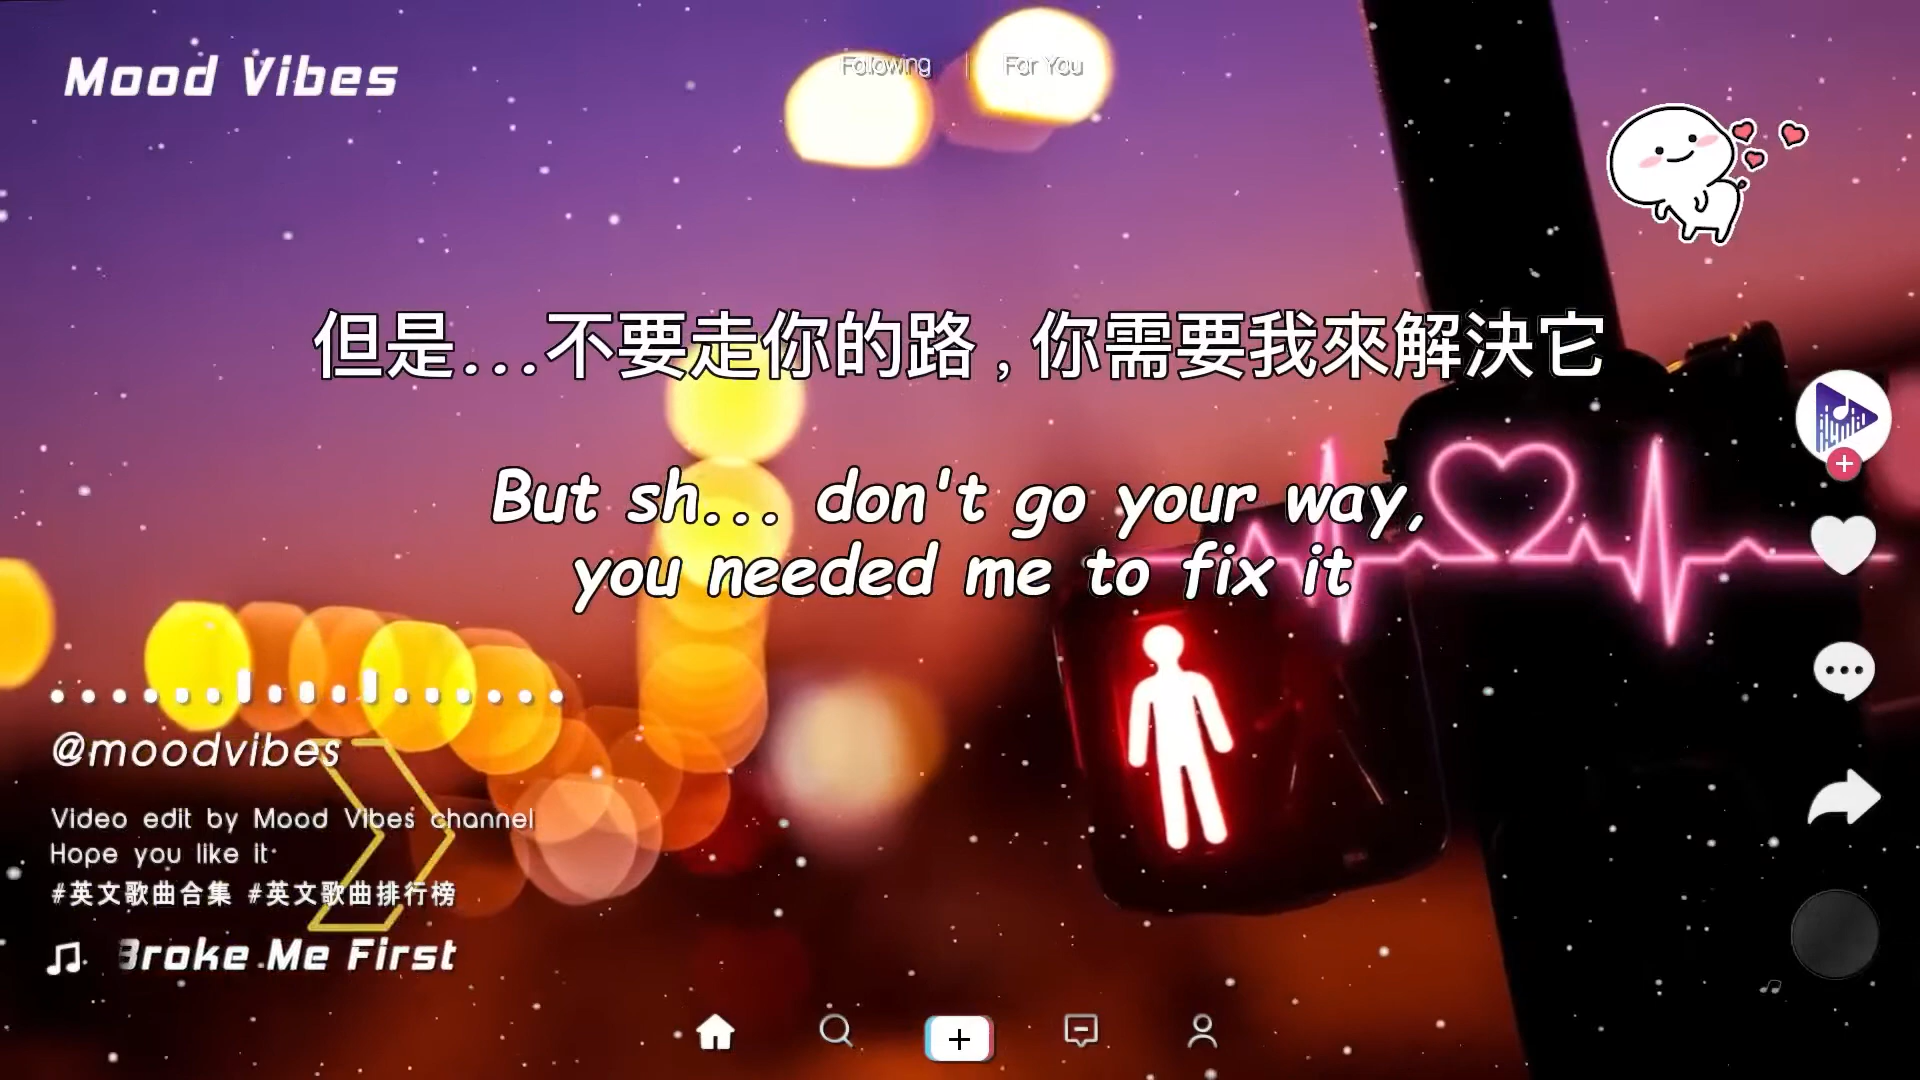 Mood Vibes
Following | For You
但是...不要走你的路,你需要我來解決它
But sh... don't go your way,
you needed me to fix it
@moodvibes
Video edit by Mood Vibes channel
Hope you like it
#英文歌曲合集 #英文歌曲排行榜
Broke Me First